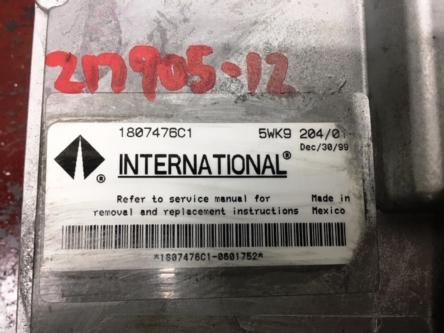 217905-12
1807476C1 5WK9 204/01
Dec/30/99
INTERNATIONAL®
®
Refer to service manual for Made in
removal and replacement instructions Mexico
*1807476C1-0601752*